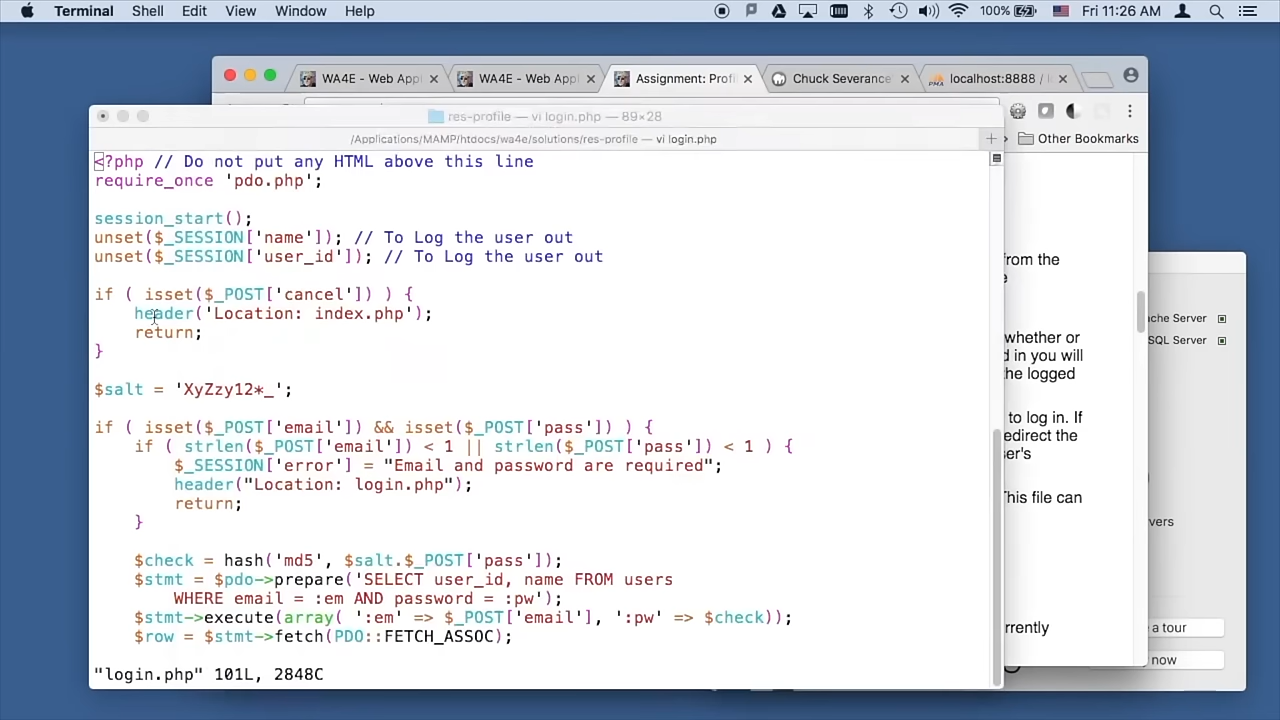 Terminal Shell Edit View Window Help 100% Fri 11:26 AM
WA4E - Web Appl WA4E - Web Appl Assignment: Profi Chuck Severance localhost:8888 / l
res-profile — vi login.php — 89×28
/Applications/MAMP/htdocs/wa4e/solutions/res-profile — vi login.php
Other Bookmarks
<?php // Do not put any HTML above this line
require_once 'pdo.php';
session_start();
unset($_SESSION['name']); // To Log the user out
unset($_SESSION['user_id']); // To Log the user out
if ( isset($_POST['cancel']) ) {
header('Location: index.php');
return;
}
$salt = 'XyZzy12*_';
if ( isset($_POST['email']) && isset($_POST['pass']) ) {
if ( strlen($_POST['email']) < 1 || strlen($_POST['pass']) < 1 ) {
$_SESSION['error'] = "Email and password are required";
header("Location: login.php");
return;
}
$check = hash('md5', $salt.$_POST['pass']);
$stmt = $pdo->prepare('SELECT user_id, name FROM users
WHERE email = :em AND password = :pw');
$stmt->execute(array( ':em' => $_POST['email'], ':pw' => $check));
$row = $stmt->fetch(PDO::FETCH_ASSOC);
"login.php" 101L, 2848C
from the
whether or
d in you will
the logged
to log in. If
edirect the
er's
This file can
rrently
ache Server
SQL Server
vers
a tour
now